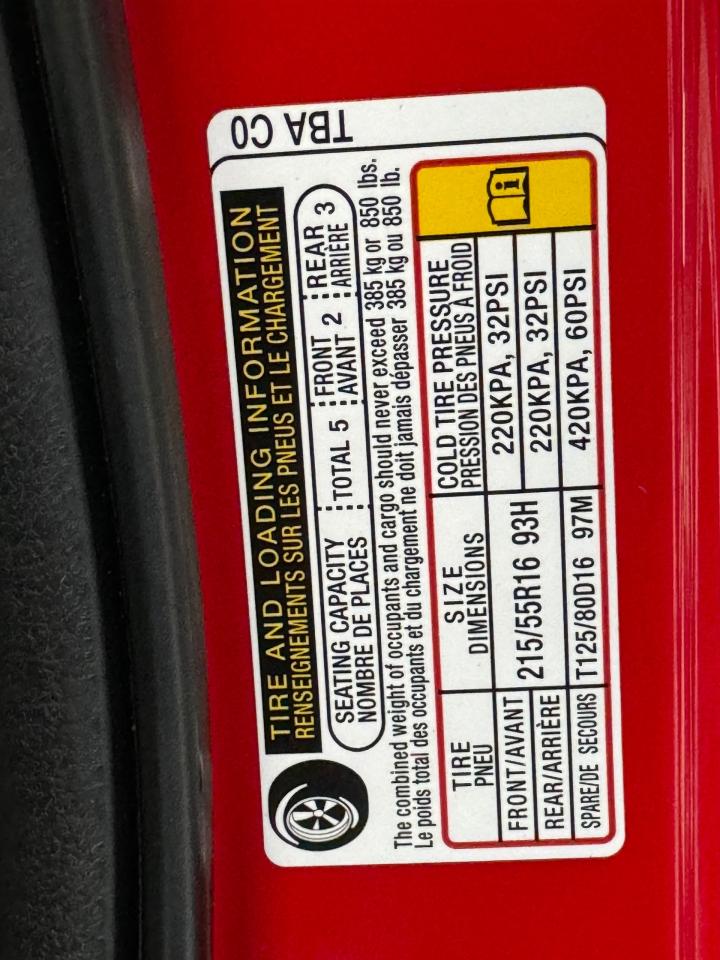 TIRE AND LOADING INFORMATION
RENSEIGNEMENTS SUR LES PNEUS ET LE CHARGEMENT
SEATING CAPACITY TOTAL 5 FRONT 2 REAR 3
NOMBRE DE PLACES AVANT ARRIÈRE
The combined weight of occupants and cargo should never exceed 385 kg or 850 lbs.
Le poids total des occupants et du chargement ne doit jamais dépasser 385 kg ou 850 lb.
TIRE SIZE COLD TIRE PRESSURE
PNEU DIMENSIONS PRESSION DES PNEUS À FROID
FRONT/AVANT 215/55R16 93H 220KPA, 32PSI
REAR/ARRIÈRE 220KPA, 32PSI
SPARE/DE SECOURS T125/80D16 97M 420KPA, 60PSI
TBA C0